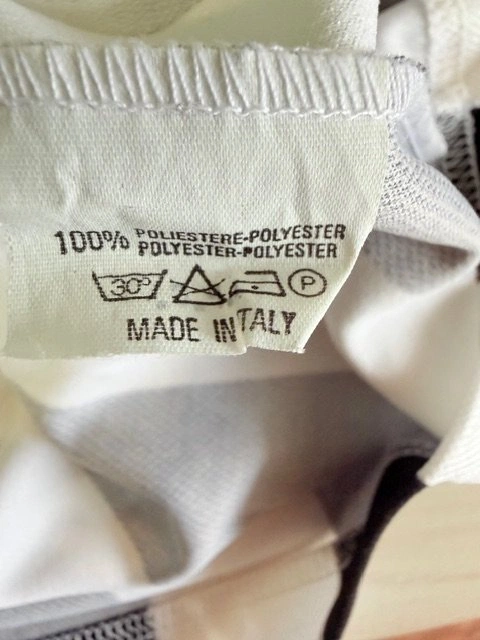 100% POLIESTERE-POLYESTER
POLYESTER-POLYESTER
30° P
MADE IN ITALY